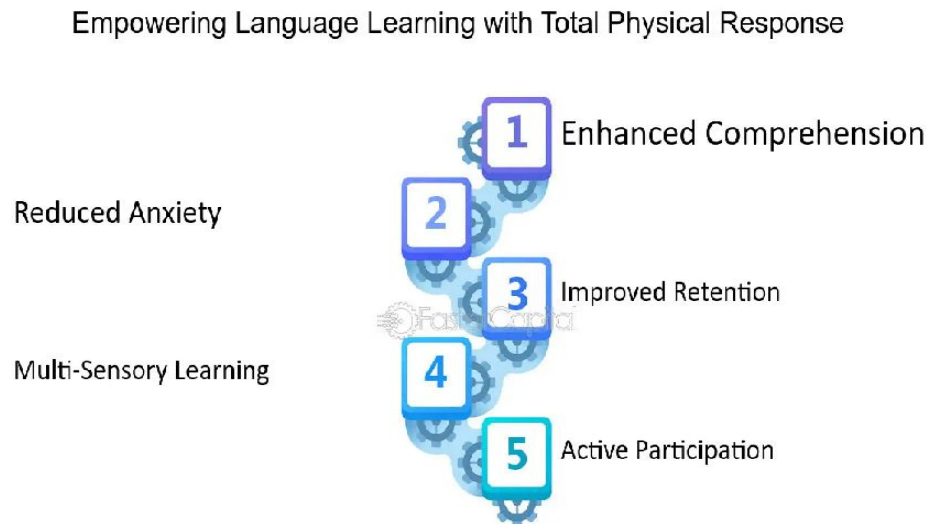 Empowering Language Learning with Total Physical Response
1 Enhanced Comprehension
Reduced Anxiety 2
3 Improved Retention
FasterCapital
Multi-Sensory Learning 4
5 Active Participation